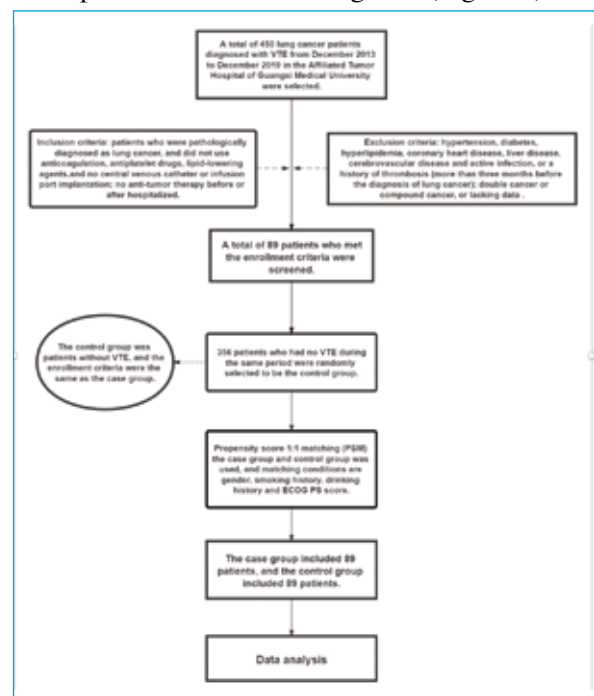 A total of 450 lung cancer patients
diagnosed with VTE from December 2013
to December 2019 in the Affiliated Tumor
Hospital of Guangxi Medical University
were selected.
Inclusion criteria: patients who were pathologically
diagnosed as lung cancer, and did not use
anticoagulation, antiplatelet drugs, lipid-lowering
agents,and no central venous catheter or infusion
port implantation; no anti-tumor therapy before or
after hospitalized.
Exclusion criteria: hypertension, diabetes,
hyperlipidemia, coronary heart disease, liver disease,
cerebrovascular disease and active infection, or a
history of thrombosis (more than three months before
the diagnosis of lung cancer); double cancer or
compound cancer, or lacking data .
A total of 89 patients who met
the enrollment criteria were
screened.
The control group was
patients without VTE, and the
enrollment criteria were the
same as the case group.
356 patients who had no VTE during
the same period were randomly
selected to be the control group.
Propensity score 1:1 matching (PSM)
the case group and control group was
used, and matching conditions are
gender, smoking history, drinking
history and ECOG PS score.
The case group included 89
patients, and the control group
included 89 patients.
Data analysis